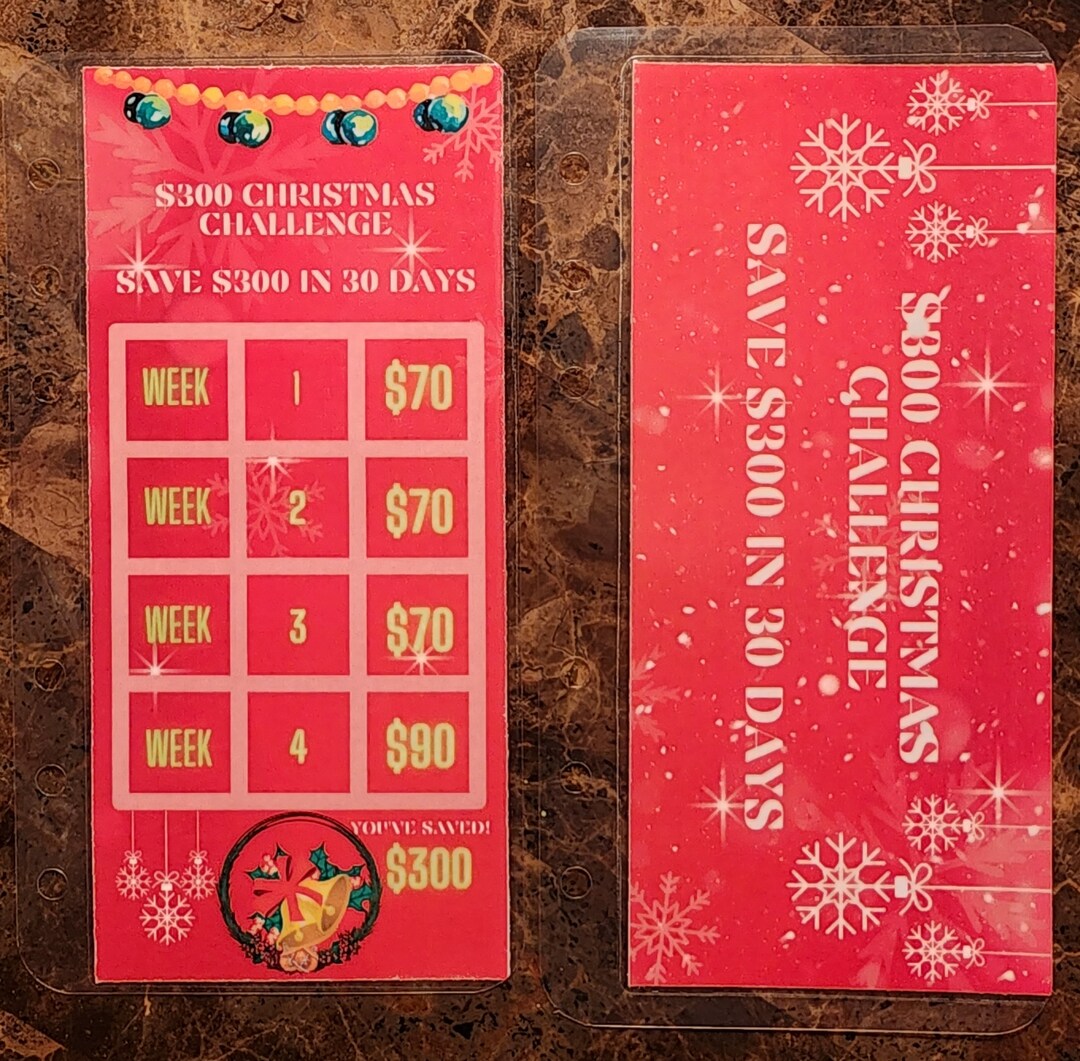 $300 CHRISTMAS
CHALLENGE
SAVE $300 IN 30 DAYS
WEEK 1 $70
WEEK 2 $70
WEEK 3 $70
WEEK 4 $90
YOU'VE SAVED!
$300
$300 CHRISTMAS
CHALLENGE
SAVE $300 IN 30 DAYS